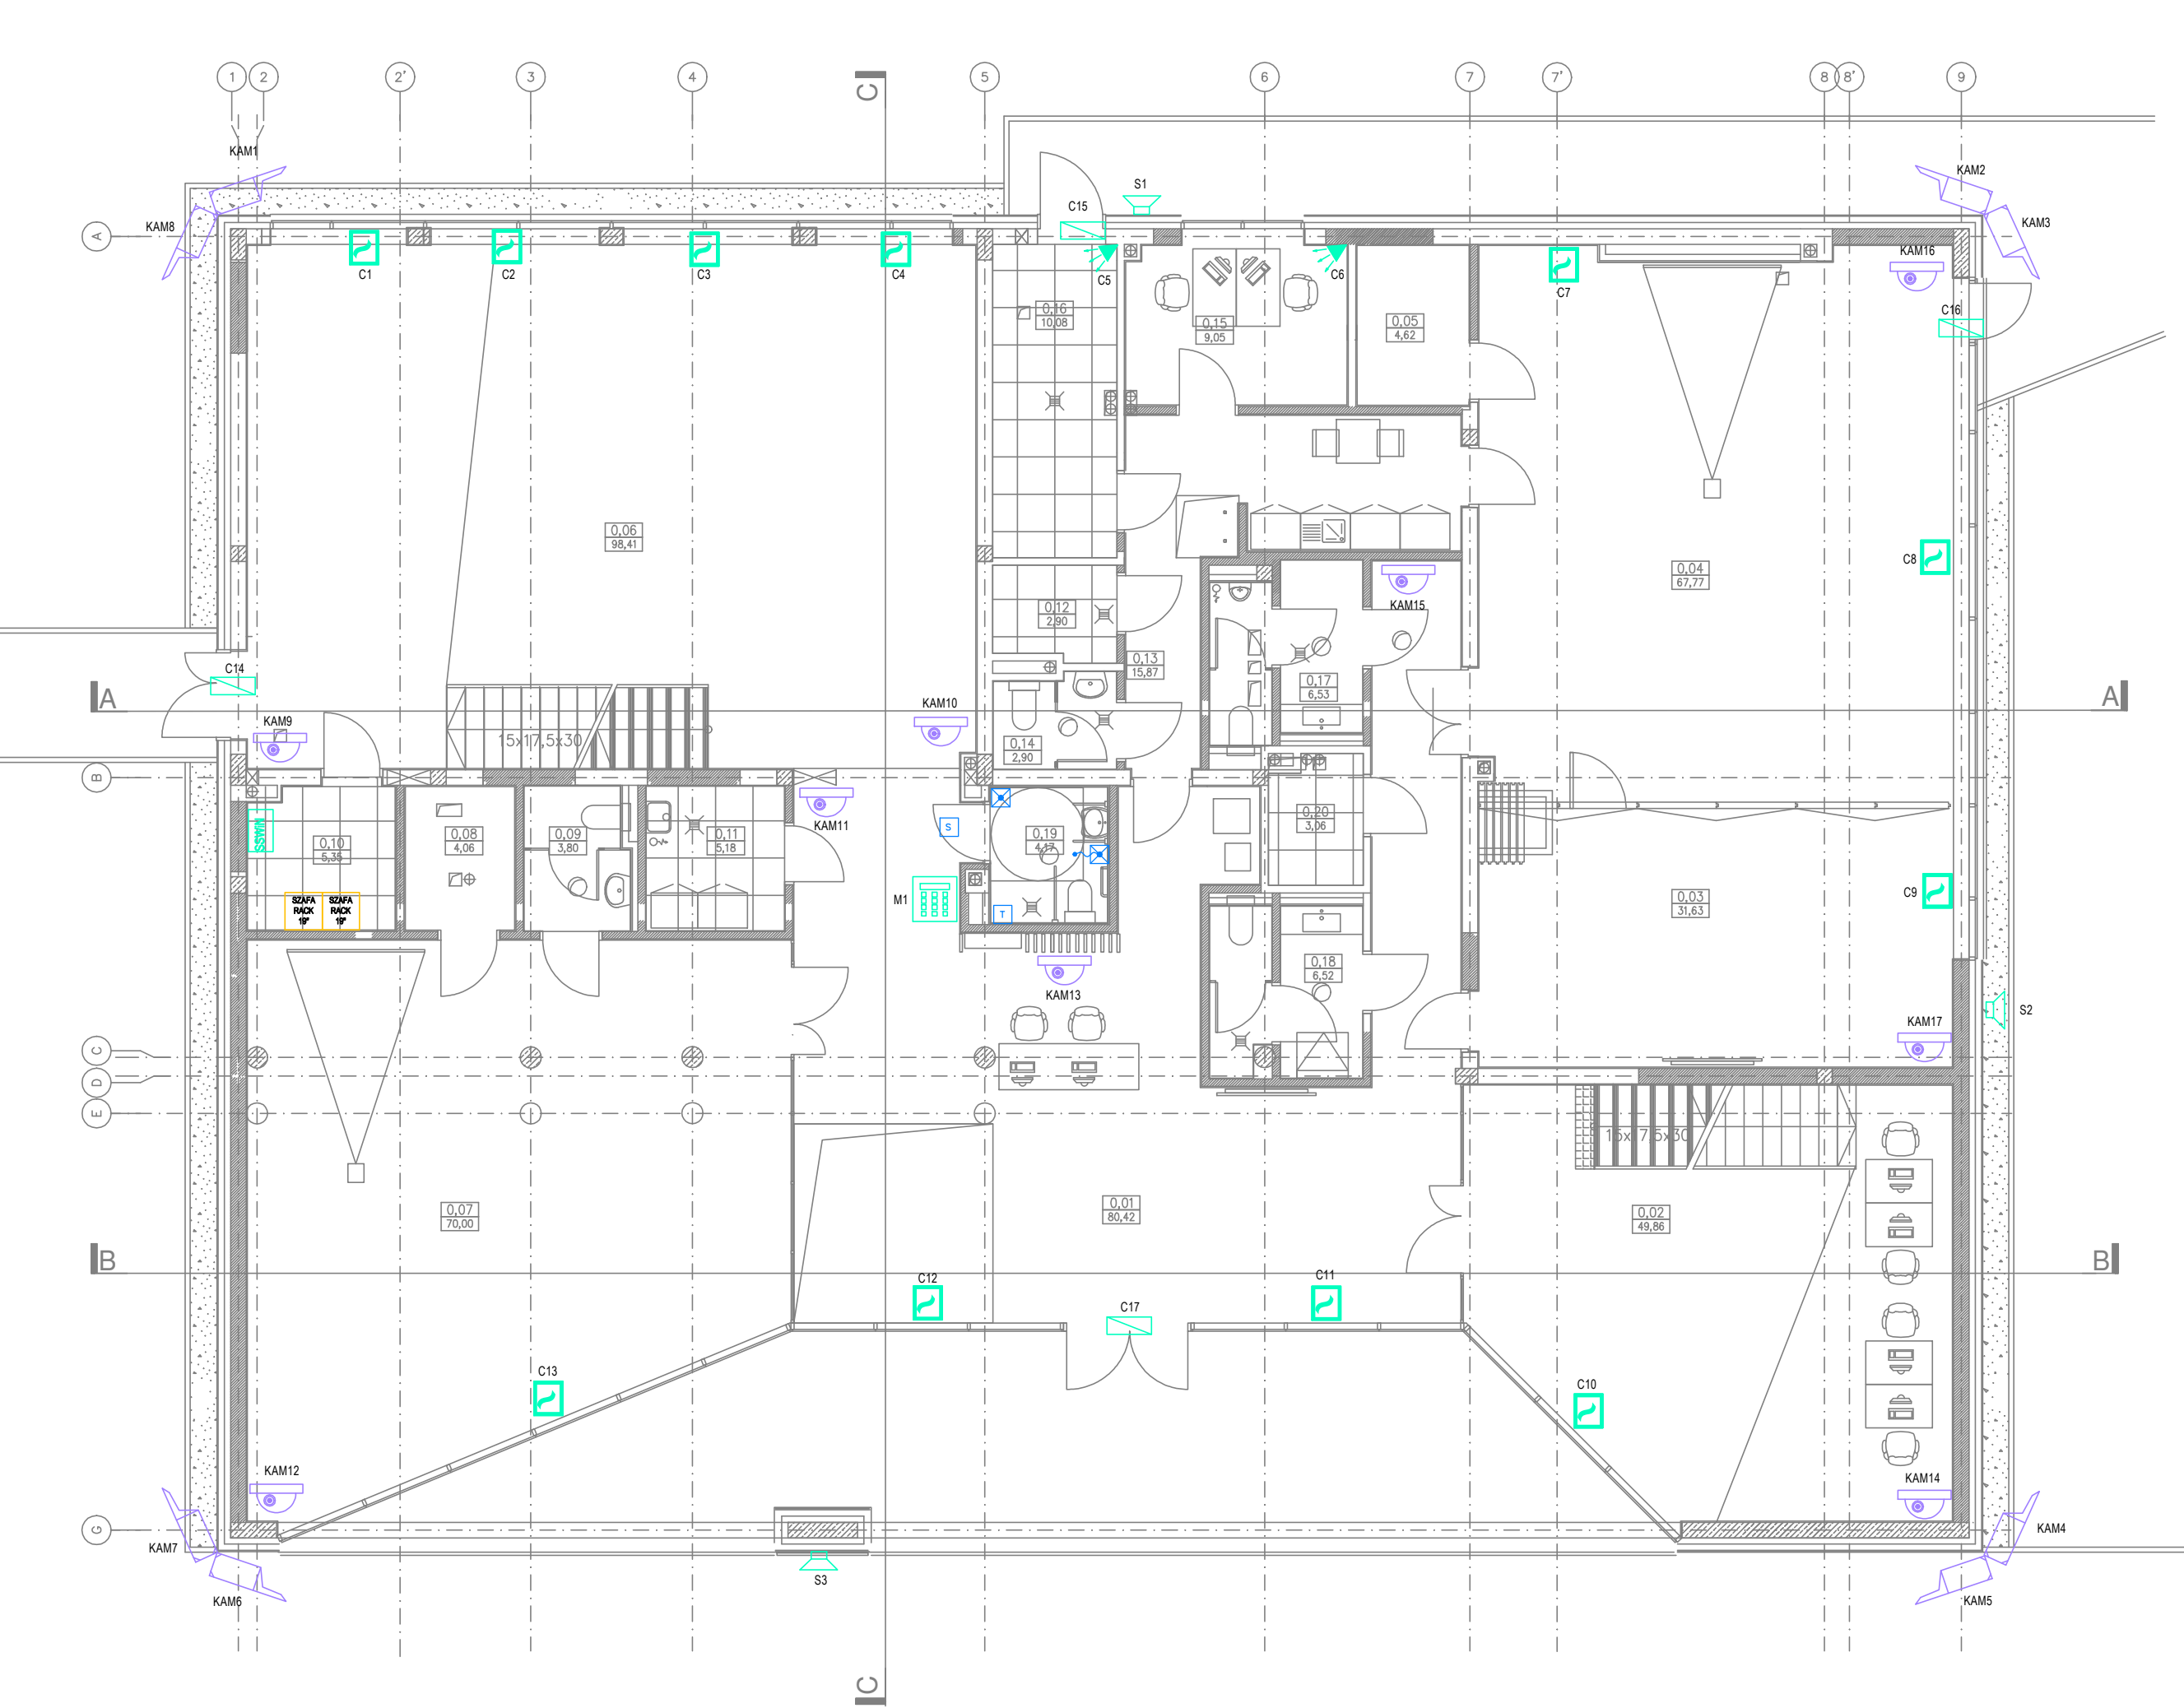 1 2 2' 3 4 C 5 6 7 7' 8 8' 9
KAM1
KAM2
KAM8
KAM3
A
S1
C15
KAM16
C1 C2 C3 C4 C5 C6 C7
C16
0,16
10,08
0,15
9,05
0,05
4,62
0,06
98,41
C8
0,04
67,77
KAM15
0,12
2,90
0,13
15,87
C14
0,17
6,53
A
A
KAM9
KAM10
15x17,5x30
0,14
2,90
B
KAM11
SSWIN
0,10
5,35
0,08
4,06
0,09
3,80
0,11
5,18
S
0,19
4,17
0,20
3,06
M1
T
SZAFA
RACK
19"
SZAFA
RACK
19"
C9
0,03
31,63
0,18
6,52
KAM13
KAM17
S2
C
D
E
15x17,5x30
0,07
70,00
0,01
80,42
0,02
49,86
B
B
C12
C11
C17
C13
C10
KAM12
KAM14
G
KAM7
KAM4
S3
KAM6
KAM5
C